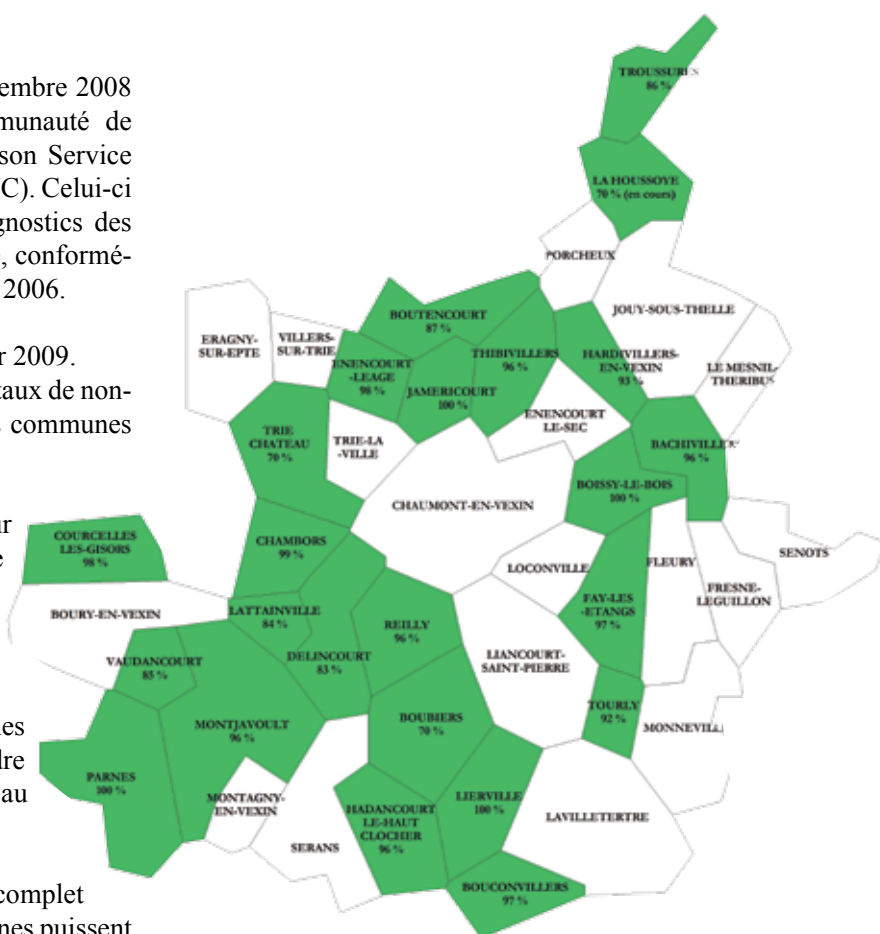 embre 2008
munauté de
son Service
C). Celui-ci
gnostics des
, conformé-
2006.
r 2009.
taux de non-
s communes
ur
e
les
dre
au
complet
nes puissent
TROUSSURES
86 %
LA HOUSSOYE
70 % (en cours)
PORCHEUX
JOUY-SOUS-THELLE
LE MESNIL-
THERIBUS
ERAGNY-
SUR-EPTE
VILLERS-
SUR-TRIE
BOUTENCOURT
87 %
ENENCOURT
-LEAGE
98 %
JAMERICOURT
100 %
THIBIVILLERS
96 %
HARDIVILLERS-
EN-VEXIN
93 %
ENENCOURT
LE-SEC
TRIE
CHATEAU
70 %
TRIE-LA
-VILLE
BACHIVILLER
96 %
BOISSY-LE-BOIS
100 %
CHAUMONT-EN-VEXIN
COURCELLES
LES-GISORS
98 %
CHAMBORS
99 %
LOCONVILLE
FLEURY
SENOTS
FRESNE-
LEGUILLON
BOURY-EN-VEXIN
LATTAINVILLE
84 %
REILLY
96 %
FAY-LES
-ETANGS
97 %
VAUDANCOURT
85 %
DELINCOURT
83 %
LIANCOURT-
SAINT-PIERRE
MONTJAVOULT
96 %
BOUBIERS
70 %
TOURLY
92 %
MONNEVILL
PARNES
100 %
MONTAGNY-
EN-VEXIN
SERANS
HADANCOURT
LE-HAUT
CLOCHER
96 %
LIERVILLE
100 %
LAVILLETERTRE
BOUCONVILLERS
97 %